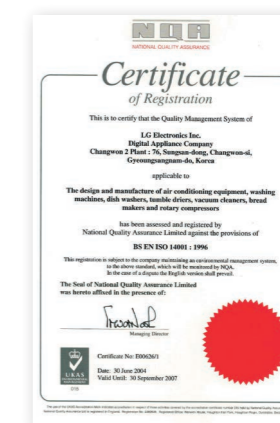 NQA
NATIONAL QUALITY ASSURANCE
Certificate
of Registration
This is to certify that the Quality Management System of
LG Electronics Inc.
Digital Appliance Company
Changwon 2 Plant : 76, Sungsan-dong, Changwon-si,
Gyeoungsangnam-do, Korea
applicable to
The design and manufacture of air conditioning equipment, washing
machines, dish washers, tumble driers, vacuum cleaners, bread
makers and rotary compressors
has been assessed and registered by
National Quality Assurance Limited against the provisions of
BS EN ISO 14001 : 1996
This registration is subject to the company maintaining an environmental management system,
to the above standard, which will be monitored by NQA.
In the case of a dispute the English version shall prevail.
The Seal of National Quality Assurance Limited
was hereto affixed in the presence of:
Managing Director
UKAS
Certificate No: E00626/1
Date: 30 June 2004
Valid Until: 30 September 2007